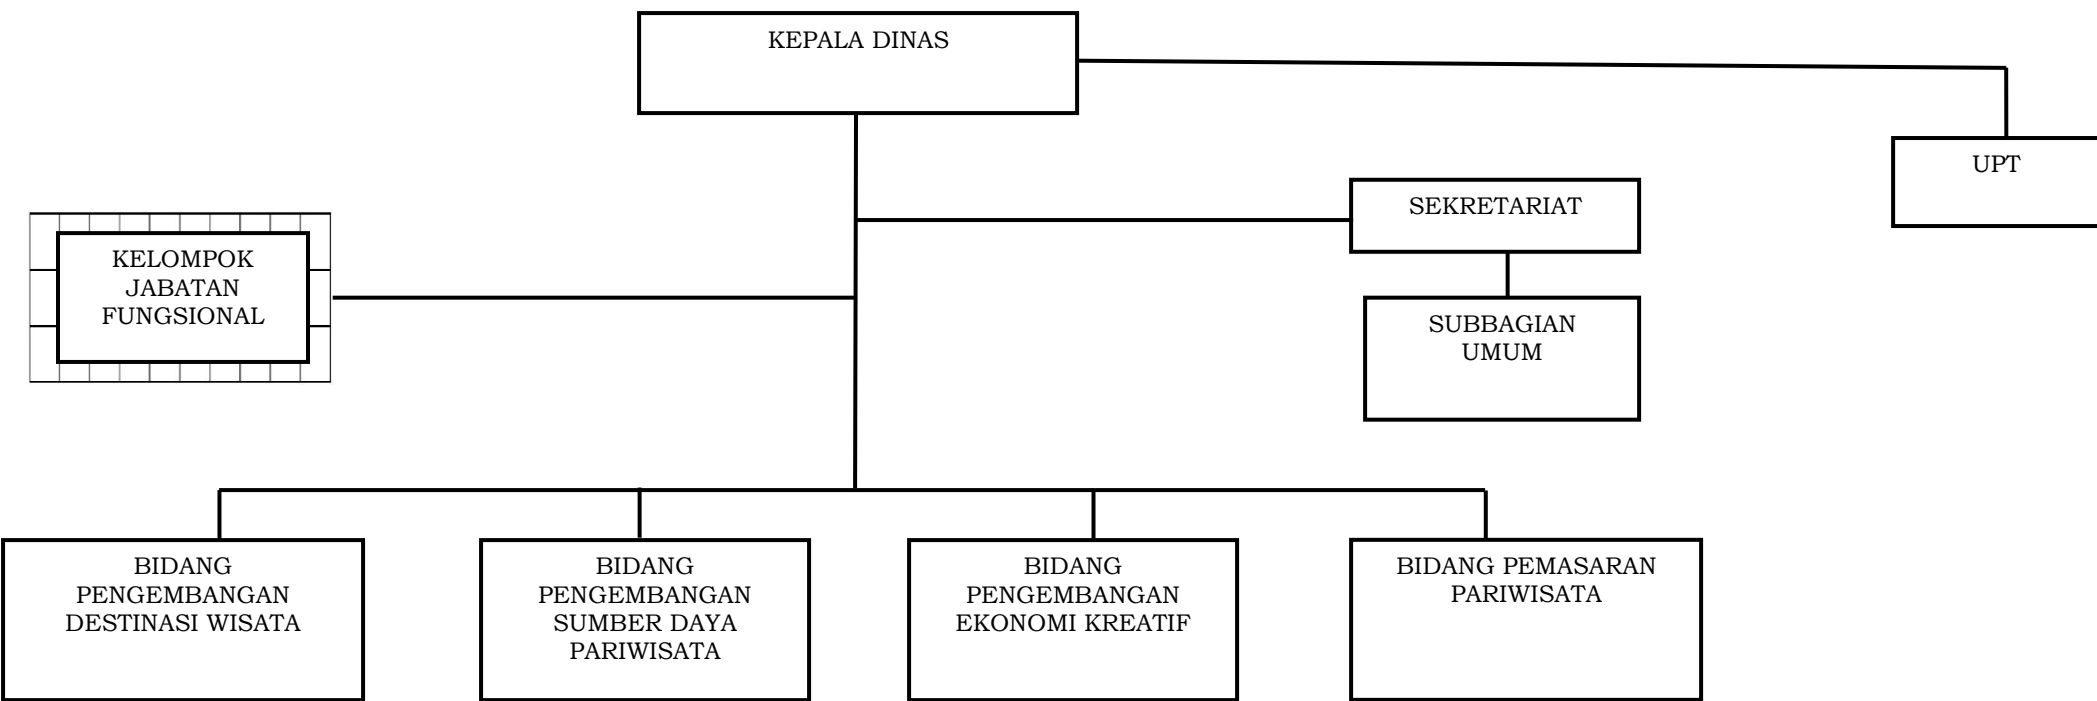 KEPALA DINAS
UPT
SEKRETARIAT
KELOMPOK
JABATAN
FUNGSIONAL
SUBBAGIAN
UMUM
BIDANG
PENGEMBANGAN
DESTINASI WISATA
BIDANG
PENGEMBANGAN
SUMBER DAYA
PARIWISATA
BIDANG
PENGEMBANGAN
EKONOMI KREATIF
BIDANG PEMASARAN
PARIWISATA